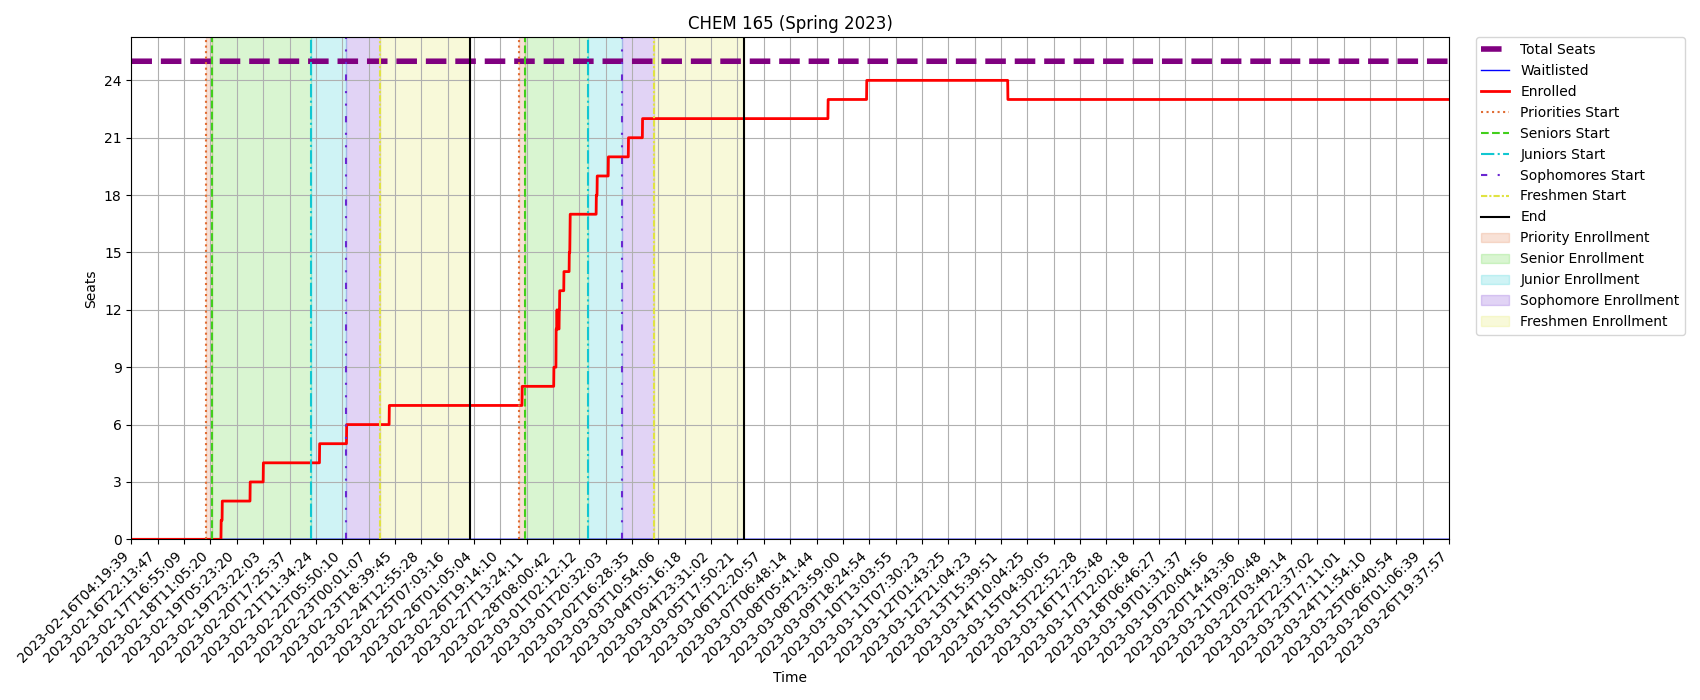 CHEM 165 (Spring 2023)
Seats
24
21
18
15
12
9
6
3
0
2023-02-16T04:19:39
2023-02-16T22:13:47
2023-02-17T16:55:09
2023-02-18T11:05:20
2023-02-19T05:23:20
2023-02-19T23:22:03
2023-02-20T17:25:37
2023-02-21T11:34:24
2023-02-22T05:50:10
2023-02-23T00:01:07
2023-02-23T18:39:45
2023-02-24T12:55:28
2023-02-25T07:03:16
2023-02-26T01:05:04
2023-02-26T19:14:10
2023-02-27T13:24:11
2023-02-28T08:00:42
2023-03-01T02:12:12
2023-03-01T20:32:03
2023-03-02T16:28:35
2023-03-03T10:54:06
2023-03-04T05:16:18
2023-03-04T23:31:02
2023-03-05T17:50:21
2023-03-06T12:20:57
2023-03-07T06:48:14
2023-03-08T05:41:44
2023-03-08T23:59:00
2023-03-09T18:24:54
2023-03-10T13:03:55
2023-03-11T07:30:23
2023-03-12T01:43:25
2023-03-12T21:04:23
2023-03-13T15:39:51
2023-03-14T10:04:25
2023-03-15T04:30:05
2023-03-15T22:52:28
2023-03-16T17:25:48
2023-03-17T12:02:18
2023-03-18T06:46:27
2023-03-19T01:31:37
2023-03-19T20:04:56
2023-03-20T14:43:36
2023-03-21T09:20:48
2023-03-22T03:49:14
2023-03-22T22:37:02
2023-03-23T17:11:01
2023-03-24T11:54:10
2023-03-25T06:40:54
2023-03-26T01:06:39
2023-03-26T19:37:57
Time
Total Seats
Waitlisted
Enrolled
Priorities Start
Seniors Start
Juniors Start
Sophomores Start
Freshmen Start
End
Priority Enrollment
Senior Enrollment
Junior Enrollment
Sophomore Enrollment
Freshmen Enrollment